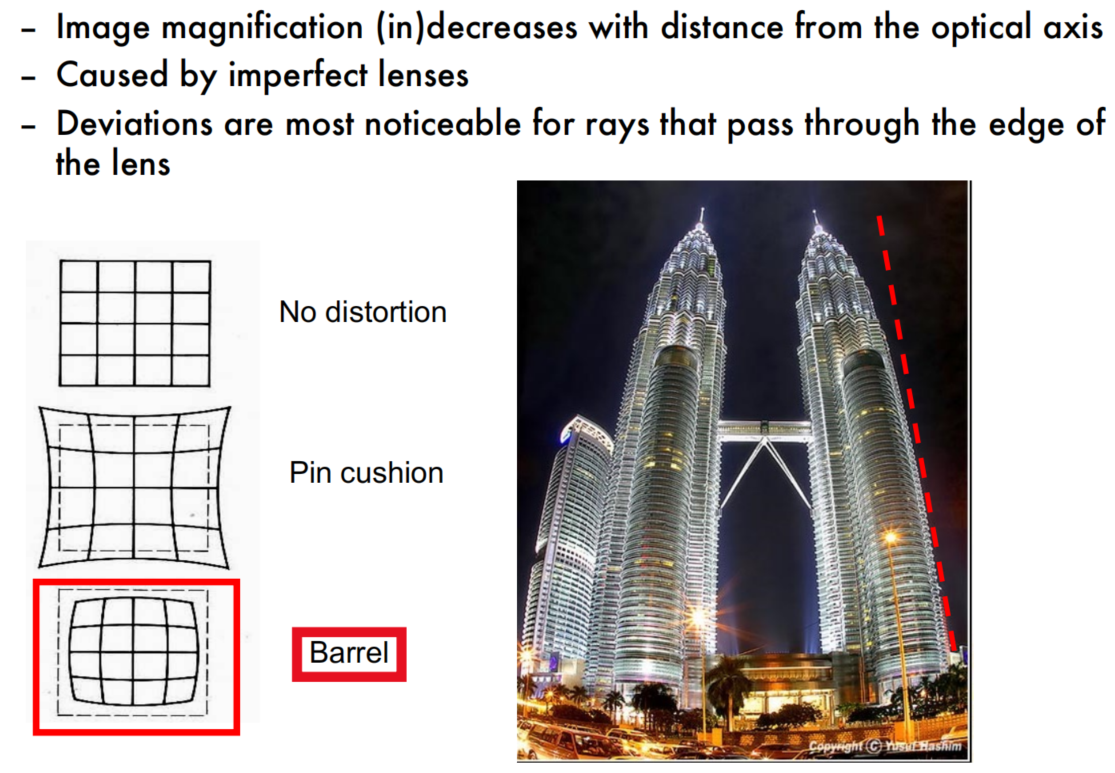 – Image magnification (in)decreases with distance from the optical axis
– Caused by imperfect lenses
– Deviations are most noticeable for rays that pass through the edge of
the lens
No distortion
Pin cushion
Barrel
Copyright (C) Yusuf Hashim